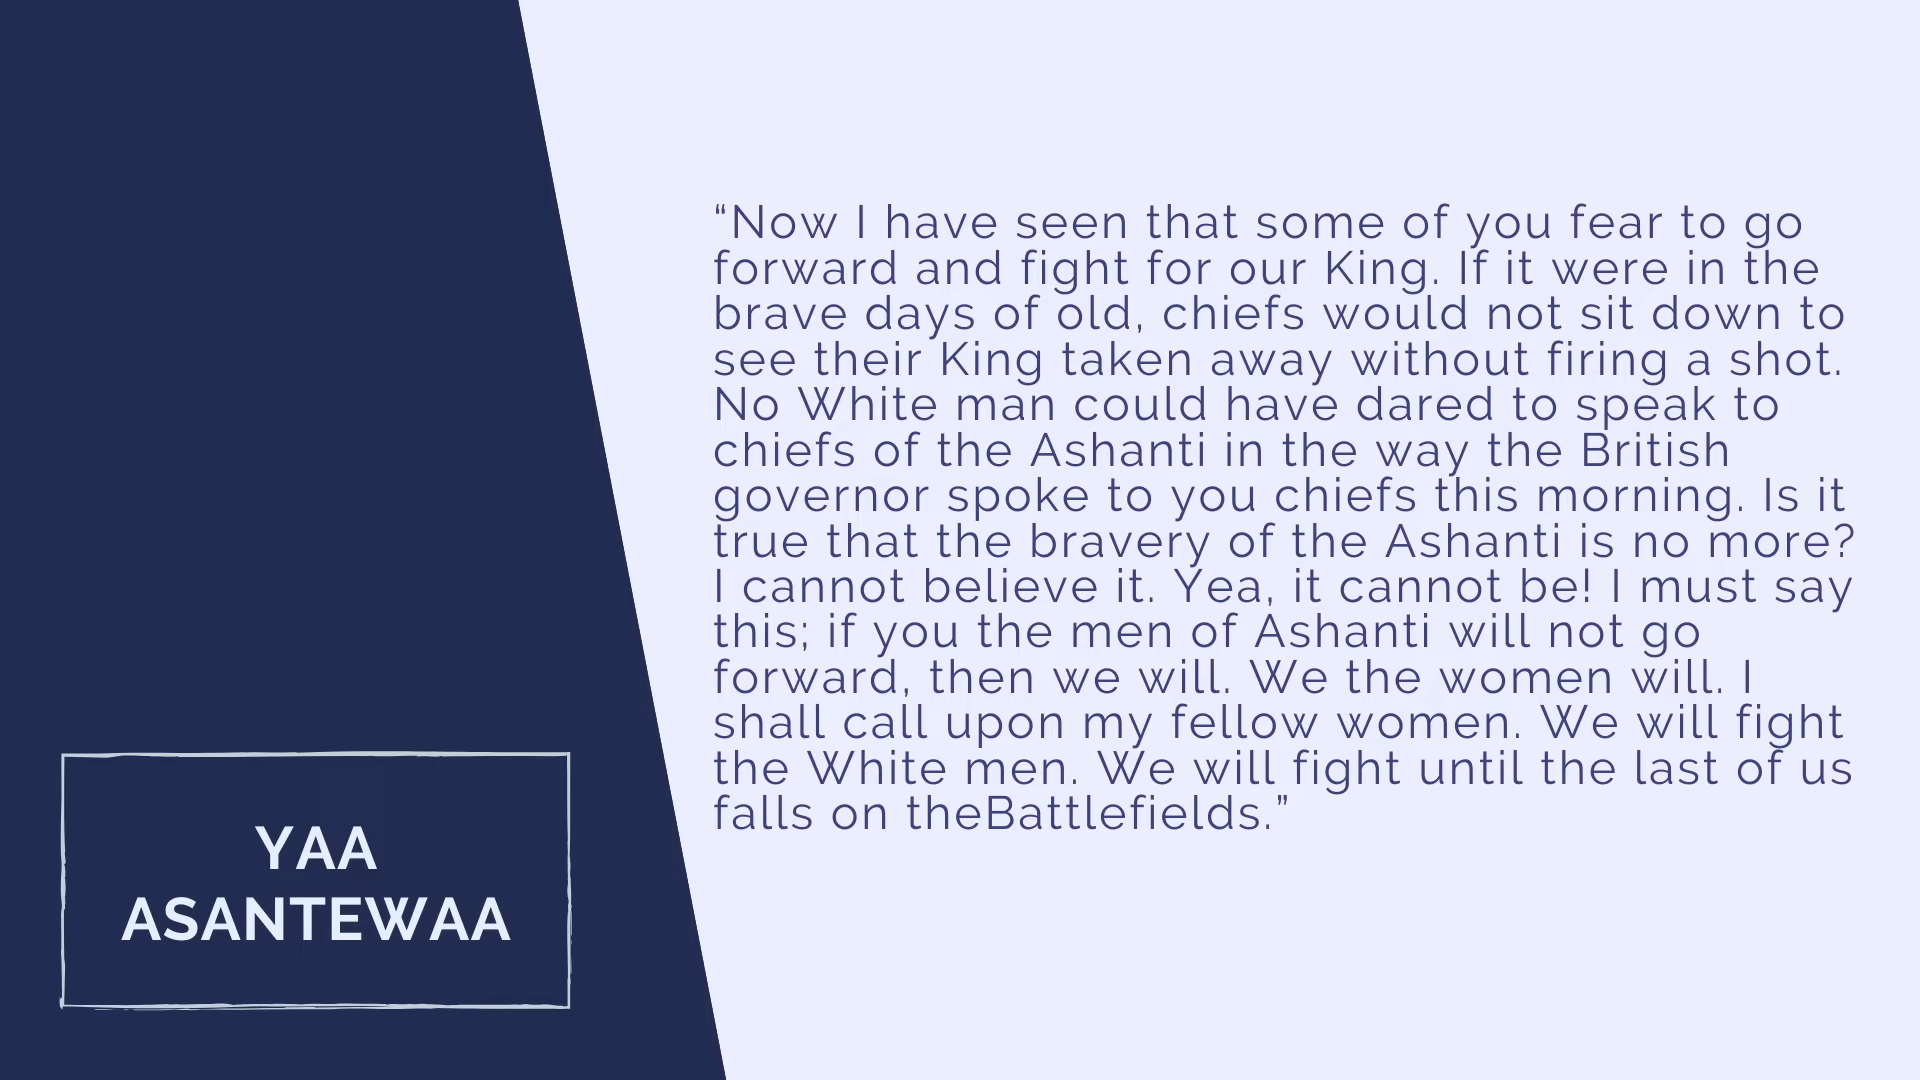 “Now I have seen that some of you fear to go
forward and fight for our King. If it were in the
brave days of old, chiefs would not sit down to
see their King taken away without firing a shot.
No White man could have dared to speak to
chiefs of the Ashanti in the way the British
governor spoke to you chiefs this morning. Is it
true that the bravery of the Ashanti is no more?
I cannot believe it. Yea, it cannot be! I must say
this; if you the men of Ashanti will not go
forward, then we will. We the women will. I
shall call upon my fellow women. We will fight
the White men. We will fight until the last of us
falls on theBattlefields.”
YAA
ASANTEWAA